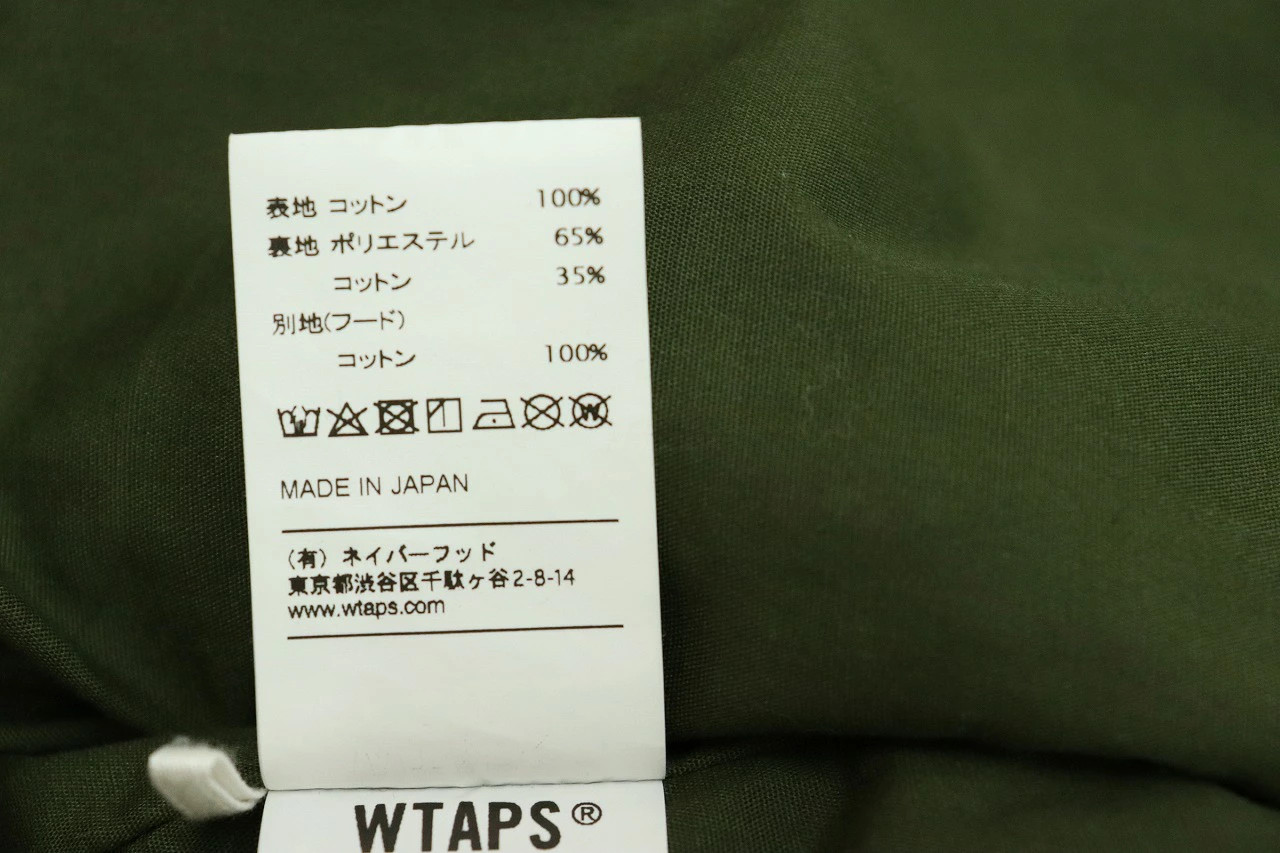 表地 コットン 100%
裏地 ポリエステル 65%
コットン 35%
別地(フード)
コットン 100%
MADE IN JAPAN
(有) ネイバーフッド
東京都渋谷区千駄ヶ谷2-8-14
www.wtaps.com
WTAPS®